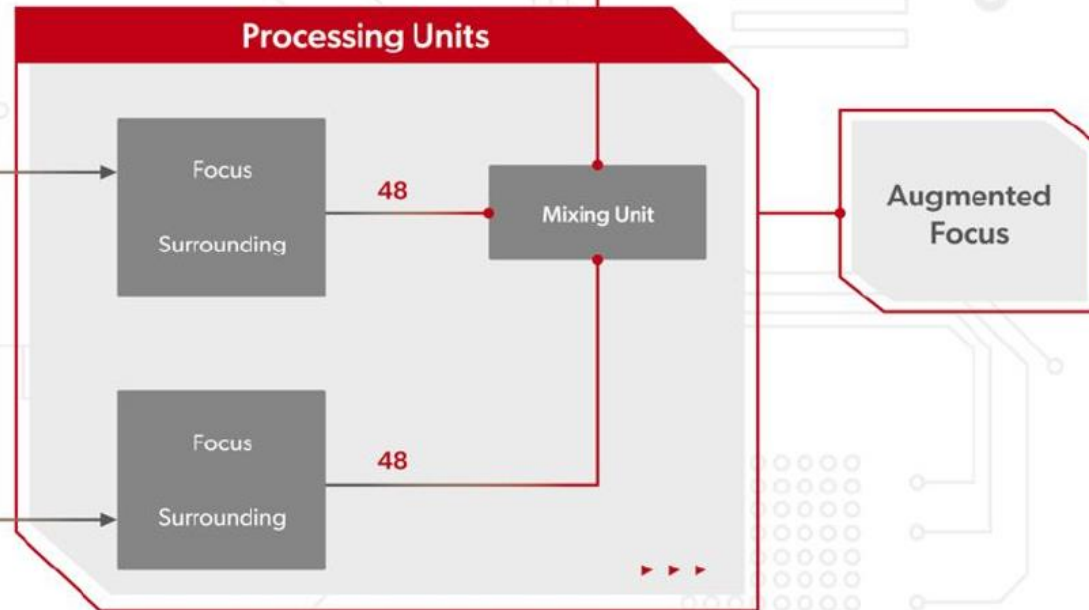 Processing Units
Focus
Surrounding
48
Mixing Unit
Augmented
Focus
Focus
Surrounding
48